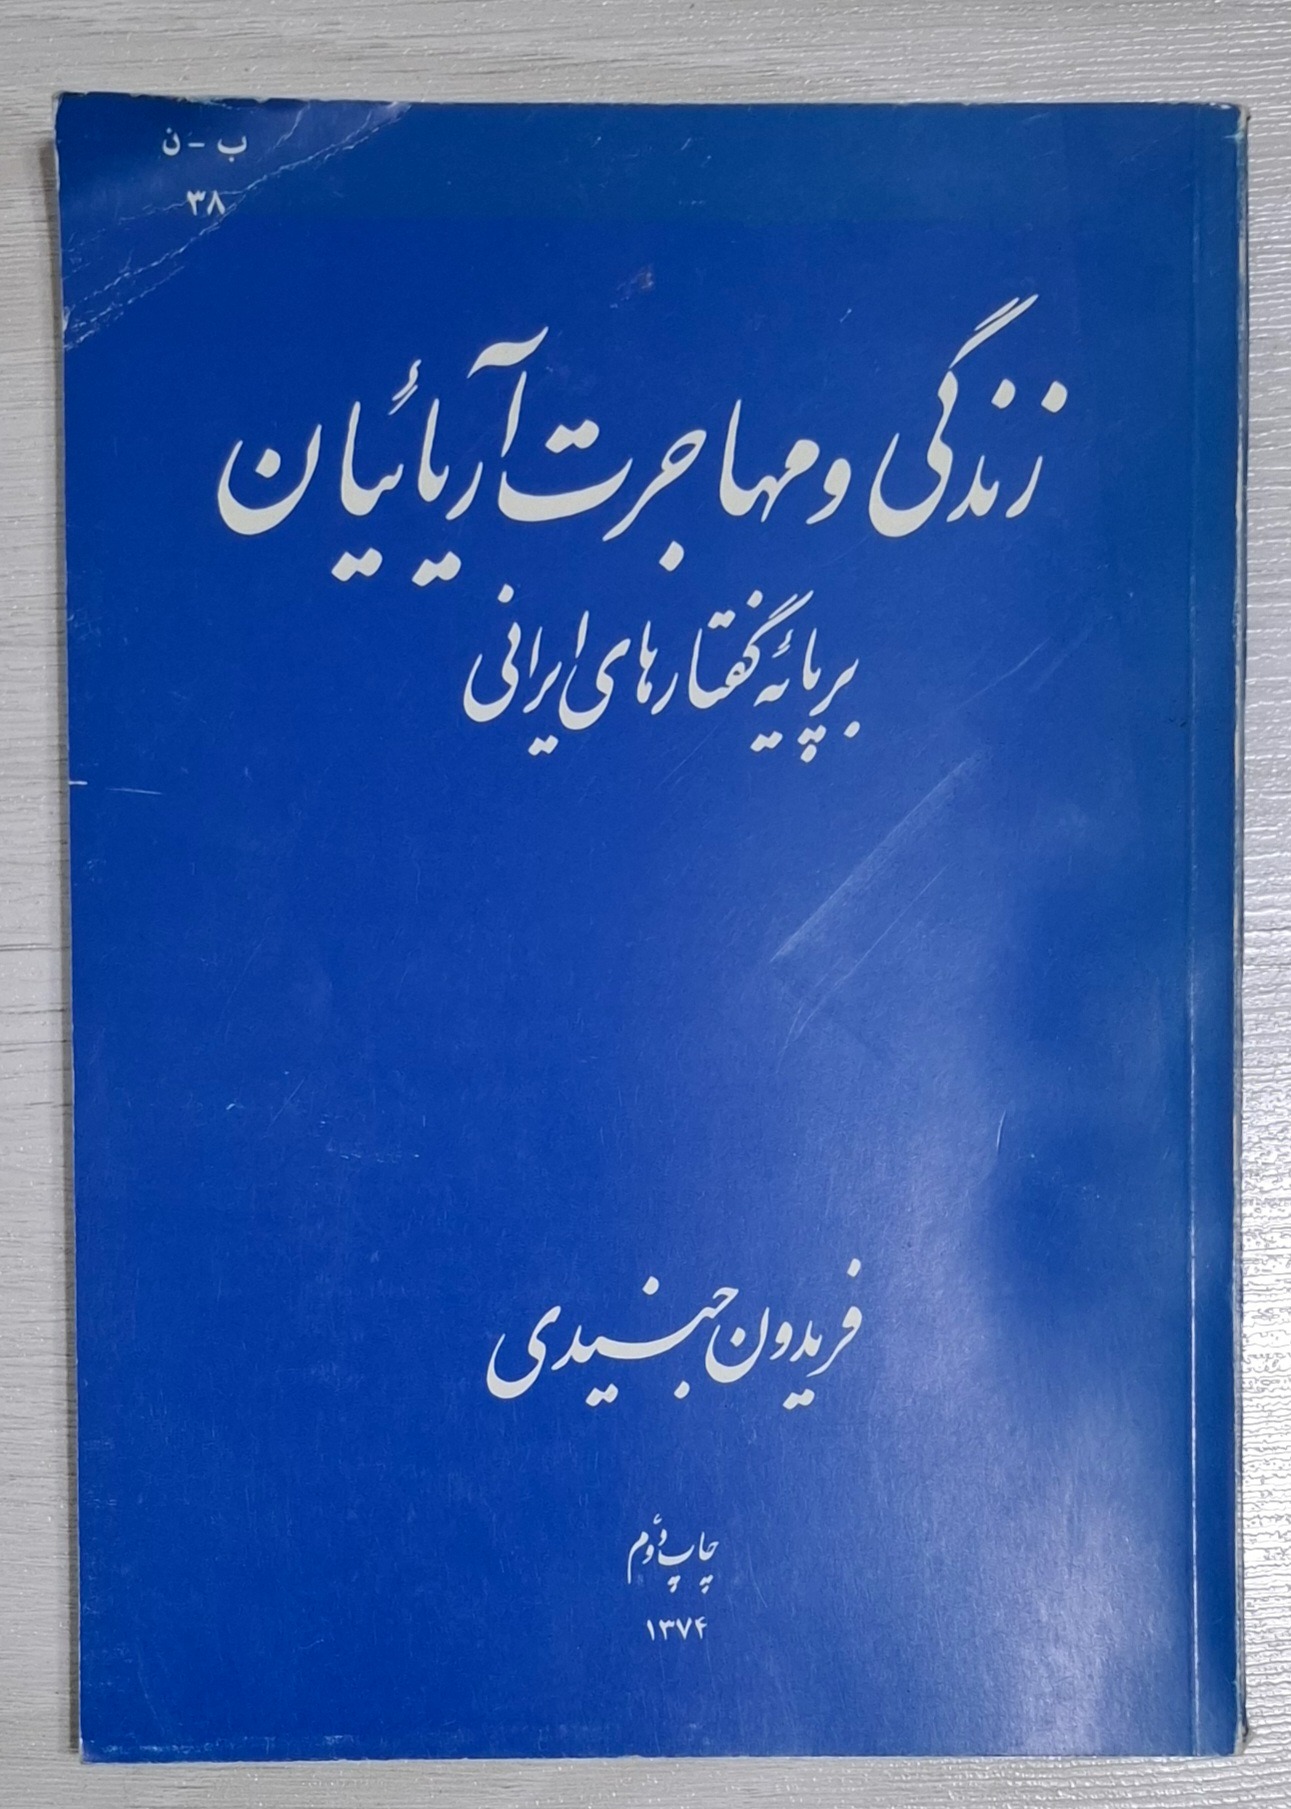 ب - ن
۳۸
زندگی و مهاجرت آریائیان
بر پایهٔ گفتارهای ایرانی
فریدون جنیدی
چاپ دوم
۱۳۷۴